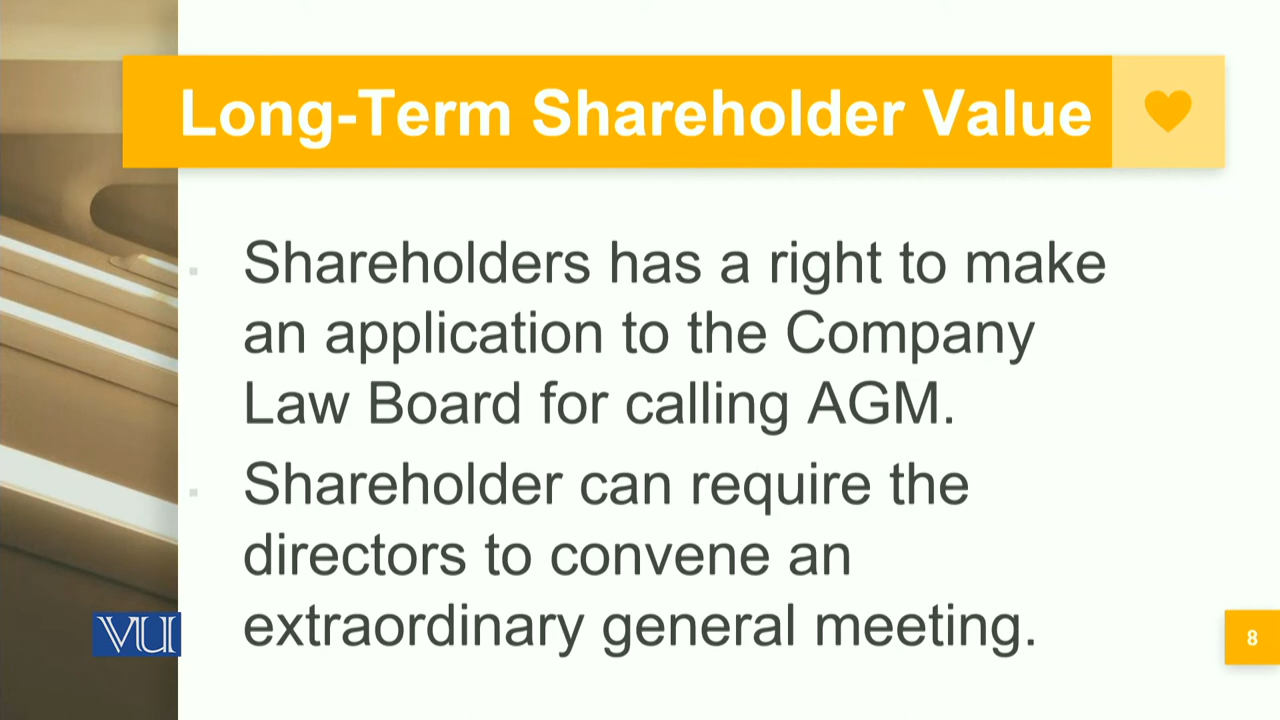 Long-Term Shareholder Value
Shareholders has a right to make
an application to the Company
Law Board for calling AGM.
Shareholder can require the
directors to convene an
extraordinary general meeting.
VU
8